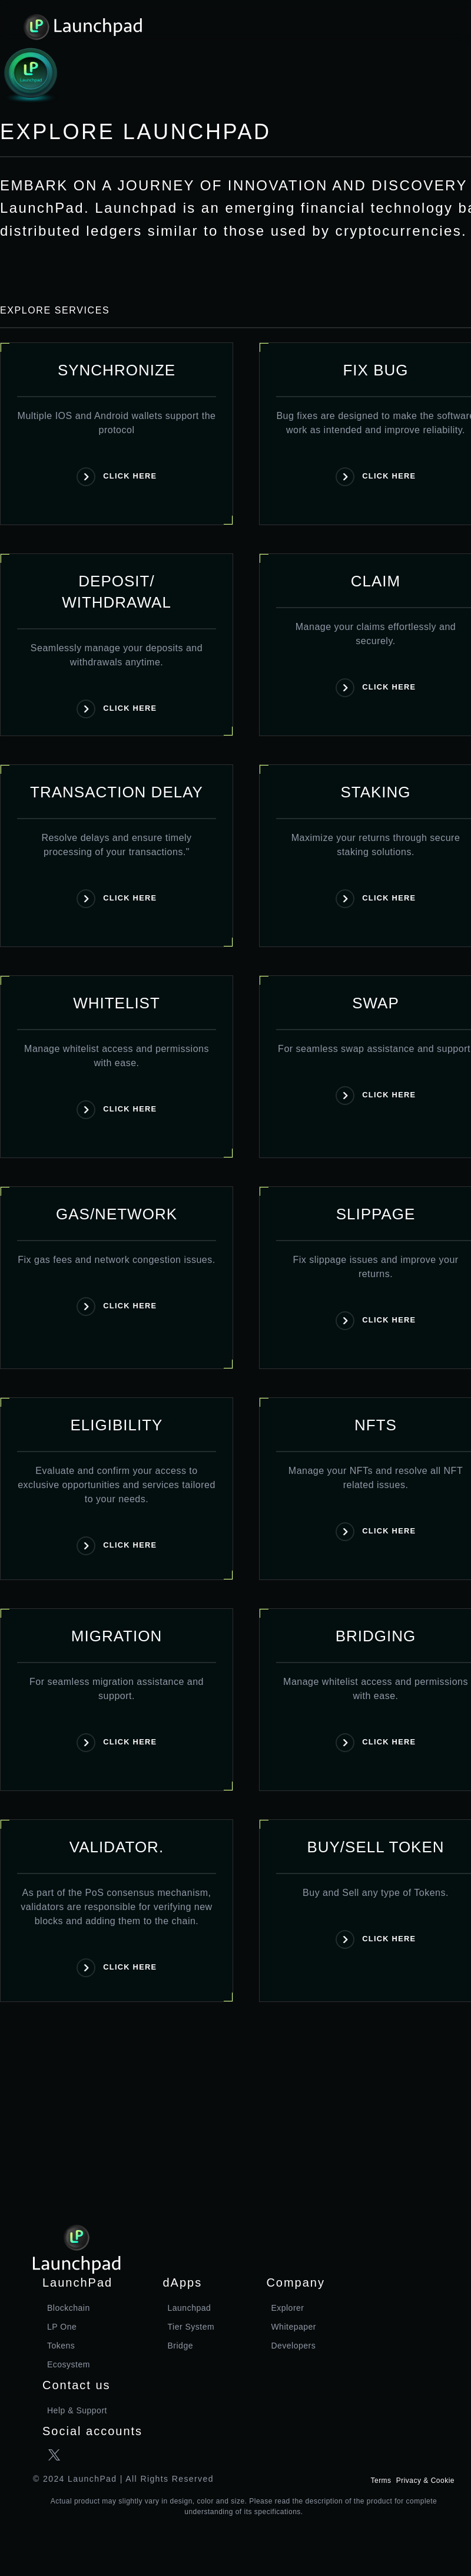 LP Launchpad
LP
Launchpad
EXPLORE LAUNCHPAD
EMBARK ON A JOURNEY OF INNOVATION AND DISCOVERY
LaunchPad. Launchpad is an emerging financial technology ba
distributed ledgers similar to those used by cryptocurrencies.
EXPLORE SERVICES
SYNCHRONIZE
Multiple IOS and Android wallets support the
protocol
CLICK HERE
FIX BUG
Bug fixes are designed to make the software
work as intended and improve reliability.
CLICK HERE
DEPOSIT/
WITHDRAWAL
Seamlessly manage your deposits and
withdrawals anytime.
CLICK HERE
CLAIM
Manage your claims effortlessly and
securely.
CLICK HERE
TRANSACTION DELAY
Resolve delays and ensure timely
processing of your transactions."
CLICK HERE
STAKING
Maximize your returns through secure
staking solutions.
CLICK HERE
WHITELIST
Manage whitelist access and permissions
with ease.
CLICK HERE
SWAP
For seamless swap assistance and support
CLICK HERE
GAS/NETWORK
Fix gas fees and network congestion issues.
CLICK HERE
SLIPPAGE
Fix slippage issues and improve your
returns.
CLICK HERE
ELIGIBILITY
Evaluate and confirm your access to
exclusive opportunities and services tailored
to your needs.
CLICK HERE
NFTS
Manage your NFTs and resolve all NFT
related issues.
CLICK HERE
MIGRATION
For seamless migration assistance and
support.
CLICK HERE
BRIDGING
Manage whitelist access and permissions
with ease.
CLICK HERE
VALIDATOR.
As part of the PoS consensus mechanism,
validators are responsible for verifying new
blocks and adding them to the chain.
CLICK HERE
BUY/SELL TOKEN
Buy and Sell any type of Tokens.
CLICK HERE
LP
Launchpad
LaunchPad
Blockchain
LP One
Tokens
Ecosystem
dApps
Launchpad
Tier System
Bridge
Company
Explorer
Whitepaper
Developers
Contact us
Help & Support
Social accounts
© 2024 LaunchPad | All Rights Reserved
Terms Privacy & Cookie
Actual product may slightly vary in design, color and size. Please read the description of the product for complete
understanding of its specifications.